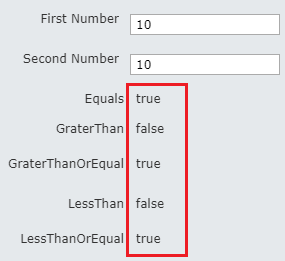 First Number 10
Second Number 10
Equals true
GraterThan false
GraterThanOrEqual true
LessThan false
LessThanOrEqual true